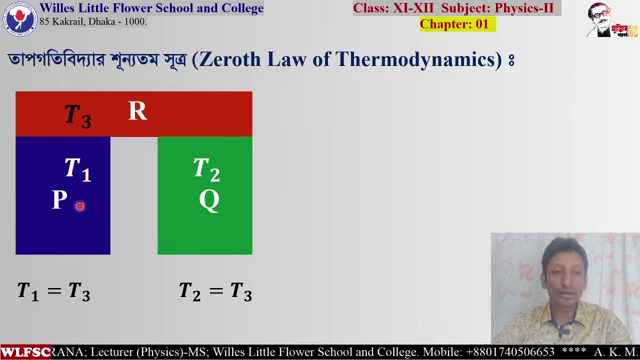 Willes Little Flower School and College
85 Kakrail, Dhaka - 1000.
Class: XI-XII Subject: Physics-II
Chapter: 01
তাপগতিবিদ্যার শূন্যতম সূত্র (Zeroth Law of Thermodynamics) ঃ
T₃ R
T₁ T₂
P Q
T₁ = T₃ T₂ = T₃
WLFSC RANA; Lecturer (Physics)-MS; Willes Little Flower School and College. Mobile: +8801740506653 **** A. K. M